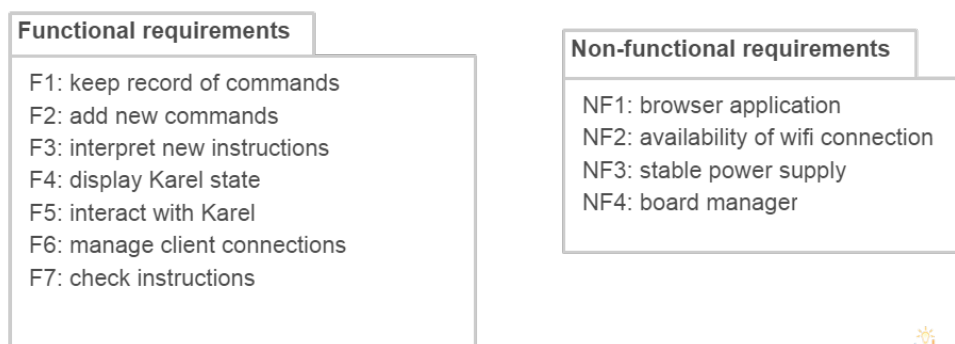 Functional requirements
F1: keep record of commands
F2: add new commands
F3: interpret new instructions
F4: display Karel state
F5: interact with Karel
F6: manage client connections
F7: check instructions
Non-functional requirements
NF1: browser application
NF2: availability of wifi connection
NF3: stable power supply
NF4: board manager